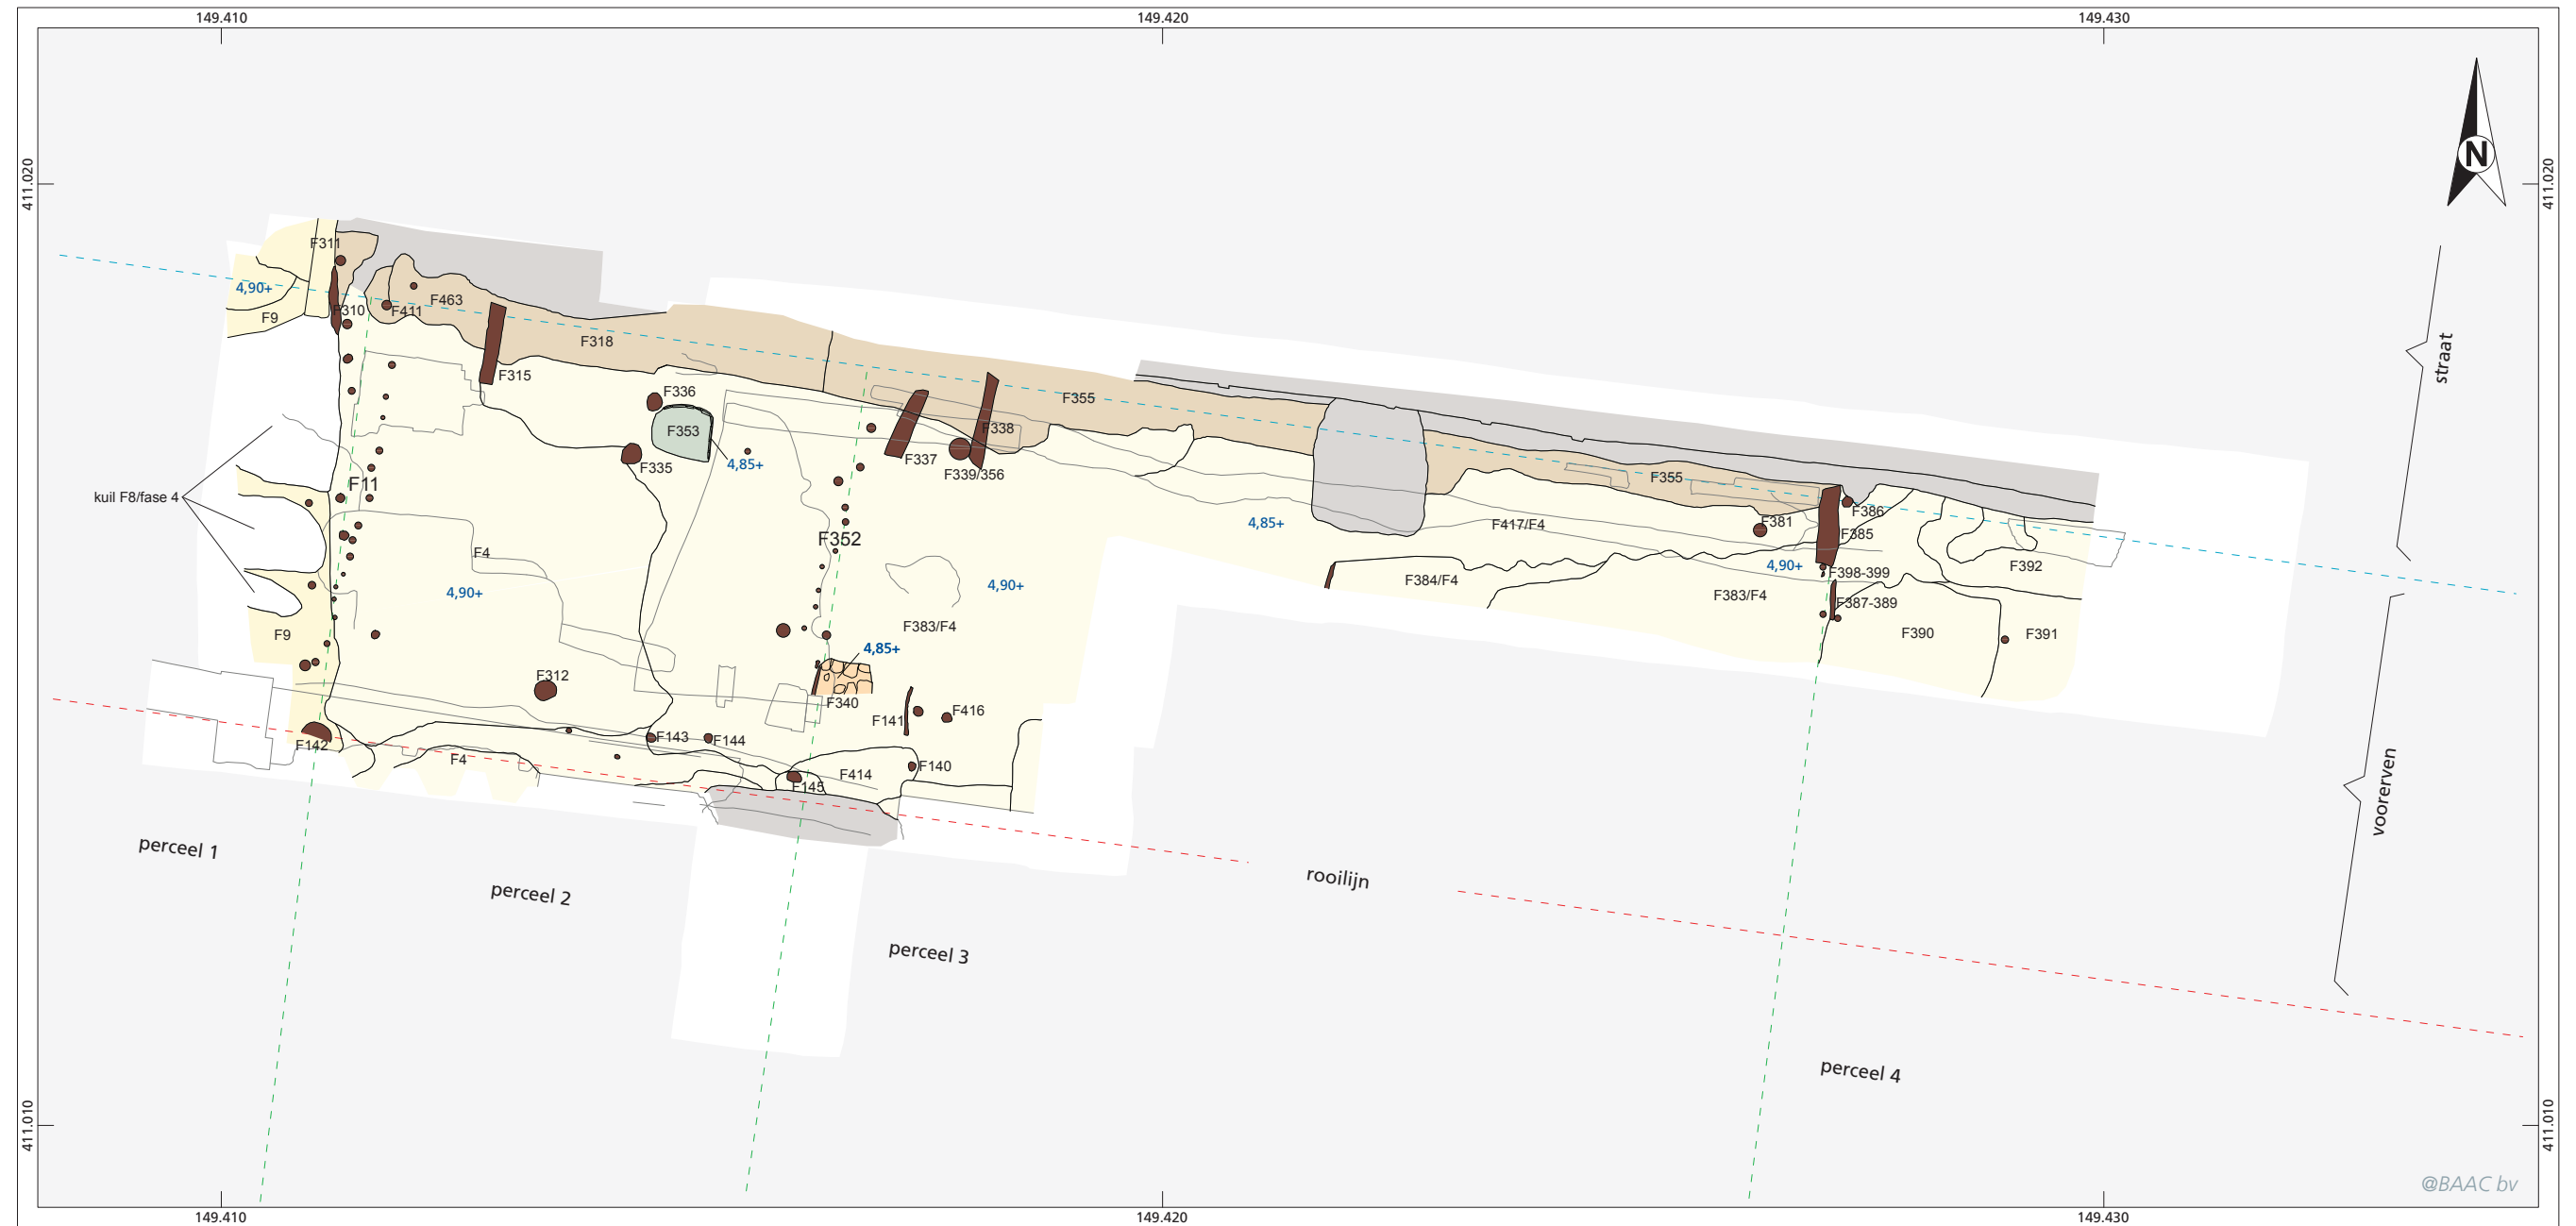 149.410 149.420 149.430
411.020 411.020
N
straat
F311
4,90+
F9
F310
F411
F463
F318
F315
F336
F353
4,85+
F335
F337
F338
F339/356
F355
F355
F381
F386
F385
F417/F4
4,85+
F384/F4
4,90+
F398-399
F387-389
F383/F4
F390
F391
F392
kuil F8/fase 4
F11
F4
4,90+
F352
4,90+
F383/F4
4,85+
F9
F312
F340
F141
F416
F142
F143
F144
F4
F414
F140
F145
voorerven
perceel 1
perceel 2
perceel 3
rooilijn
perceel 4
411.010 411.010
@BAAC bv
149.410 149.420 149.430